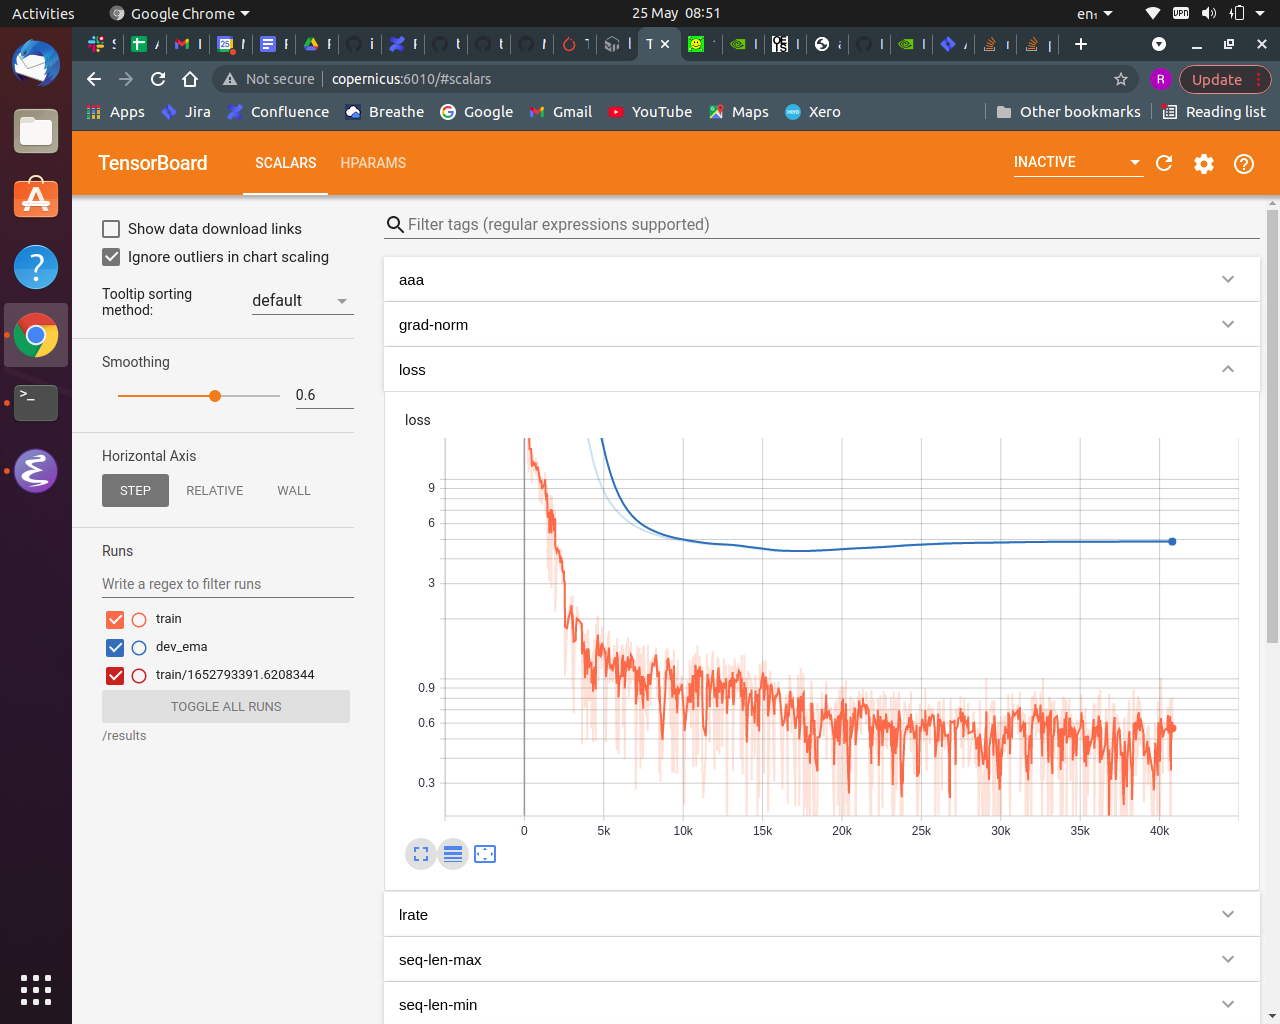 Activities
Google Chrome
25 May 08:51
en₁
VPN
Not secure
copernicus:6010/#scalars
R
Update
Apps
Jira
Confluence
Breathe
Google
Gmail
YouTube
Maps
Xero
Other bookmarks
Reading list
TensorBoard
SCALARS
HPARAMS
INACTIVE
Show data download links
Ignore outliers in chart scaling
Tooltip sorting
method:
default
Smoothing
0.6
Horizontal Axis
STEP
RELATIVE
WALL
Runs
Write a regex to filter runs
train
dev_ema
train/1652793391.6208344
TOGGLE ALL RUNS
/results
Filter tags (regular expressions supported)
aaa
grad-norm
loss
loss
9
6
3
0.9
0.6
0.3
0
5k
10k
15k
20k
25k
30k
35k
40k
lrate
seq-len-max
seq-len-min